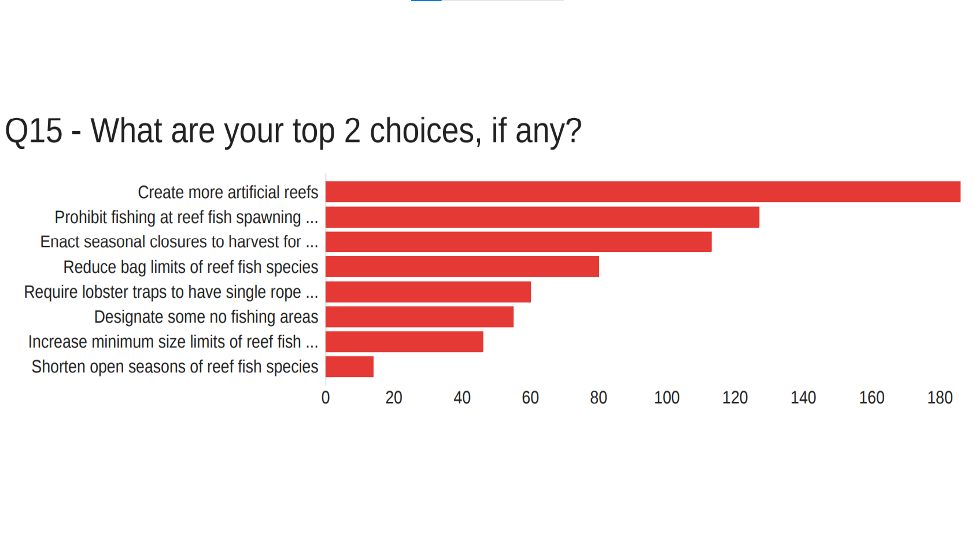 Q15 - What are your top 2 choices, if any?
Create more artificial reefs
Prohibit fishing at reef fish spawning ...
Enact seasonal closures to harvest for ...
Reduce bag limits of reef fish species
Require lobster traps to have single rope ...
Designate some no fishing areas
Increase minimum size limits of reef fish ...
Shorten open seasons of reef fish species
0 20 40 60 80 100 120 140 160 180